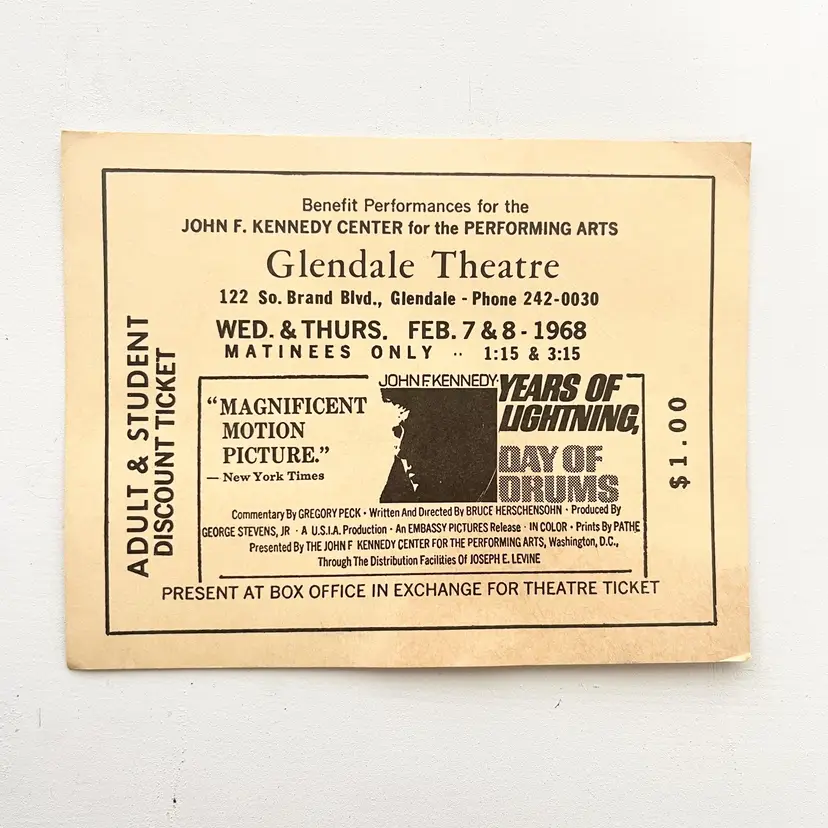 Benefit Performances for the
JOHN F. KENNEDY CENTER for the PERFORMING ARTS
Glendale Theatre
122 So. Brand Blvd., Glendale - Phone 242-0030
WED. & THURS. FEB. 7 & 8 - 1968
MATINEES ONLY ·· 1:15 & 3:15
ADULT & STUDENT
DISCOUNT TICKET
“MAGNIFICENT
MOTION
PICTURE.”
— New York Times
JOHN F. KENNEDY·
YEARS OF
LIGHTNING,
DAY OF
DRUMS
Commentary By GREGORY PECK · Written And Directed By BRUCE HERSCHENSOHN · Produced By
GEORGE STEVENS, JR · A U.S.I.A. Production · An EMBASSY PICTURES Release · IN COLOR · Prints By PATHE
Presented By THE JOHN F KENNEDY CENTER FOR THE PERFORMING ARTS, Washington, D.C.,
Through The Distribution Facilities Of JOSEPH E. LEVINE
$1.00
PRESENT AT BOX OFFICE IN EXCHANGE FOR THEATRE TICKET